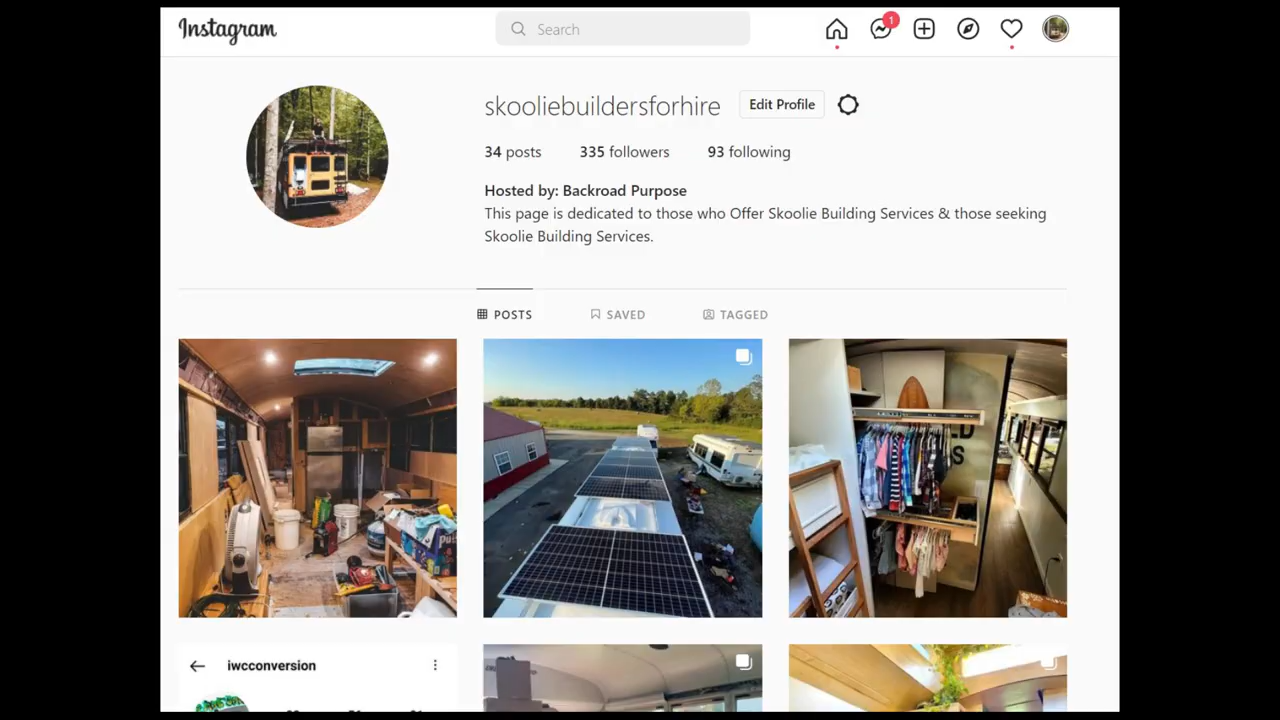 Instagram
Search
1
skooliebuildersforhire
Edit Profile
34 posts
335 followers
93 following
Hosted by: Backroad Purpose
This page is dedicated to those who Offer Skoolie Building Services & those seeking
Skoolie Building Services.
POSTS
SAVED
TAGGED
iwcconversion